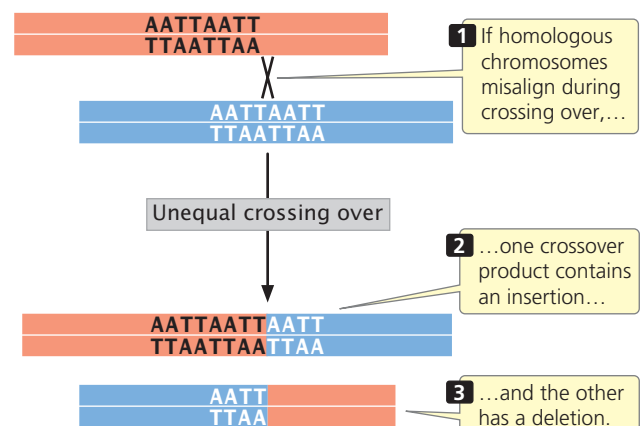 AATTAATT
TTAATTAA
1 If homologous
chromosomes
misalign during
crossing over,…
AATTAATT
TTAATTAA
Unequal crossing over
2 …one crossover
product contains
an insertion…
AATTAATTAATT
TTAATTAATTAA
3 …and the other
has a deletion.
AATT
TTAA